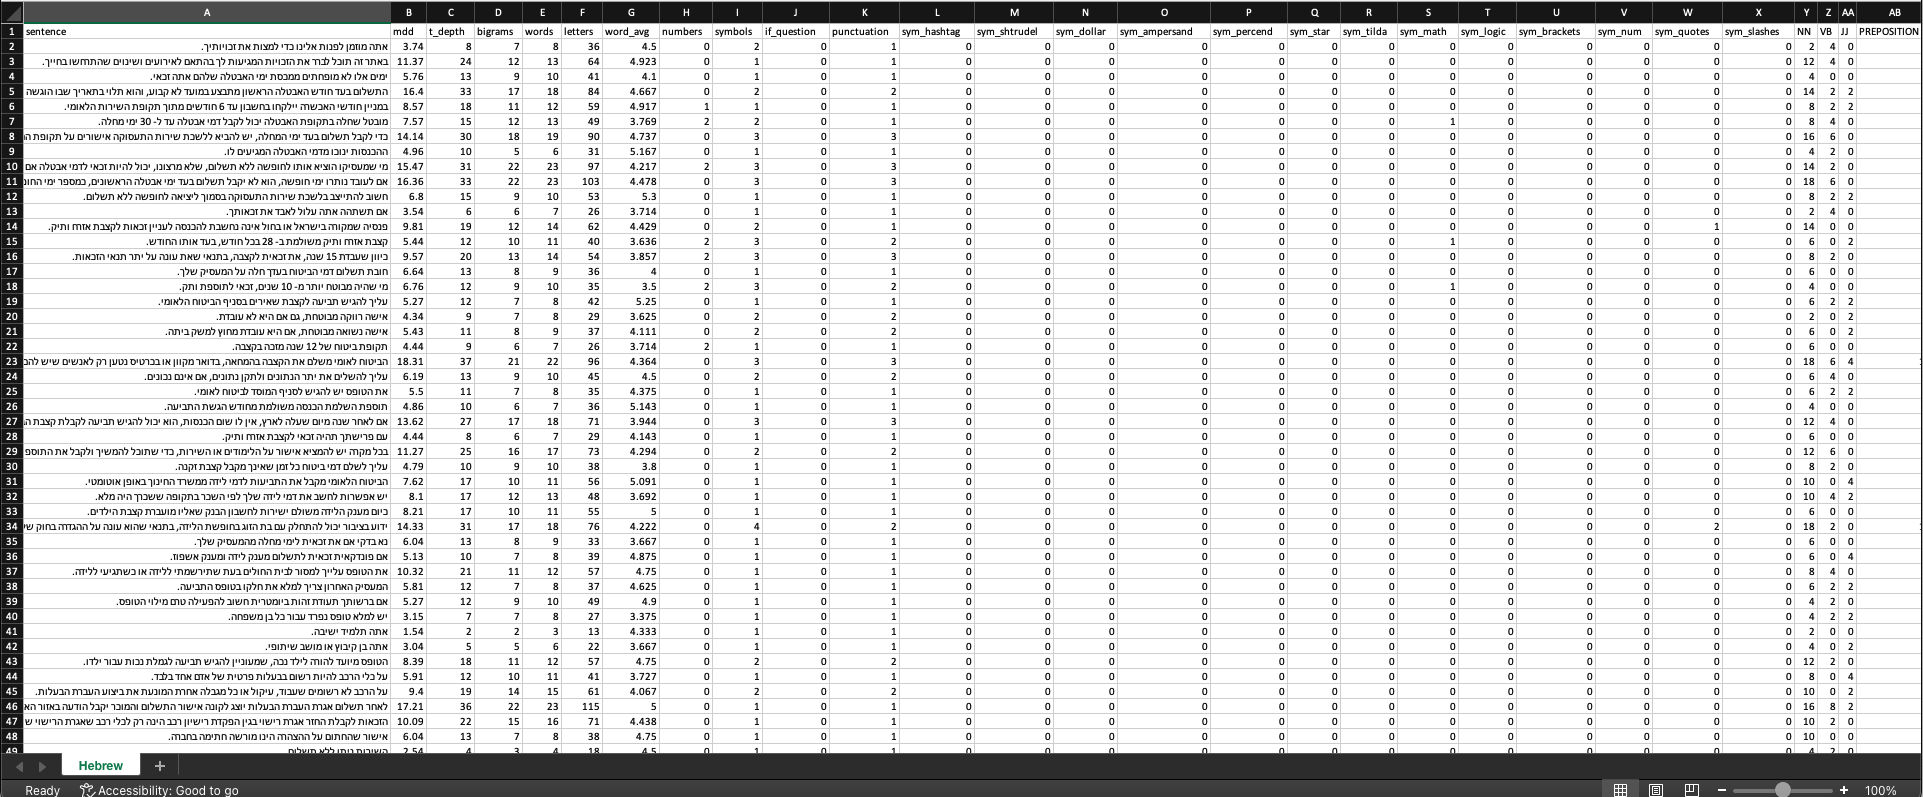 A B C D E F G H I J K L M N O P Q R S T U V W X Y Z AA AB
1 sentence mdd t_depth bigrams words letters word_avg numbers symbols if_question punctuation sym_hashtag sym_shtrudel sym_dollar sym_ampersand sym_percend sym_star sym_tilda sym_math sym_logic sym_brackets sym_num sym_quotes sym_slashes NN VB JJ PREPOSITION
2 אתה מוזמן לפנות אלינו כדי למצות את זכויותיך. 3.74 8 7 8 36 4.5 0 2 0 1 0 0 0 0 0 0 0 0 0 0 0 0 0 2 4 0
3 באתר זה תוכל לברר את הזכויות המגיעות לך בהתאם לאירועים ושינוים שהתרחשו בחייך. 11.37 24 12 13 64 4.923 0 1 0 1 0 0 0 0 0 0 0 0 0 0 0 0 0 12 4 0
4 ימים אלו לא מופחתים ממכסת ימי האבטלה שלהם אתה זכאי. 5.76 13 9 10 41 4.1 0 1 0 1 0 0 0 0 0 0 0 0 0 0 0 0 0 4 0 0
5 התשלום בעד חודש האבטלה הראשון מתבצע במועד לא קבוע, והוא תלוי בתאריך שבו הוגשה 16.4 33 17 18 84 4.667 0 2 0 2 0 0 0 0 0 0 0 0 0 0 0 0 0 14 2 2
6 במניין חודשי האכשרה יילקחו בחשבון עד 6 חודשים מתוך תקופת השירות הלאומי. 8.57 18 11 12 59 4.917 1 1 0 1 0 0 0 0 0 0 0 0 0 0 0 0 0 8 2 2
7 מובטל שחלה בתקופת האבטלה יכול לקבל דמי אבטלה עד ל- 30 ימי מחלה. 7.57 15 12 13 49 3.769 2 2 0 1 0 0 0 0 0 0 0 1 0 0 0 0 0 8 4 0
8 כדי לקבל תשלום בעד ימי המחלה, יש להביא ללשכת שירות התעסוקה אישורים על תקופת 14.14 30 18 19 90 4.737 0 3 0 3 0 0 0 0 0 0 0 0 0 0 0 0 0 16 6 0
9 ההכנסות ינוכו מדמי האבטלה המגיעים לו. 4.96 10 5 6 31 5.167 0 1 0 1 0 0 0 0 0 0 0 0 0 0 0 0 0 4 2 0
10 מי שמעסיקו הוציא אותו לחופשה ללא תשלום, שלא מרצונו, יכול להיות זכאי לדמי אבטלה אם 15.47 31 22 23 97 4.217 2 3 0 3 0 0 0 0 0 0 0 0 0 0 0 0 0 14 2 0
11 אם לעובד נותרו ימי חופשה, הוא לא יקבל תשלום בעד ימי אבטלה הראשונים, כמספר ימי 16.36 33 22 23 103 4.478 0 3 0 3 0 0 0 0 0 0 0 0 0 0 0 0 0 18 6 0
12 חשוב להתייצב בלשכת שירות התעסוקה בסמוך ליציאה לחופשה ללא תשלום. 6.8 15 9 10 53 5.3 0 1 0 1 0 0 0 0 0 0 0 0 0 0 0 0 0 8 2 2
13 אם תשתהה אתה עלול לאבד את זכאותך. 3.54 6 6 7 26 3.714 0 1 0 1 0 0 0 0 0 0 0 0 0 0 0 0 0 2 4 0
14 פנסיה שמקורה בישראל או בחול אינה נחשבת להכנסה לעניין זכאות לקצבת אזרח ותיק. 9.81 19 12 14 62 4.429 0 2 0 1 0 0 0 0 0 0 0 0 0 0 0 1 0 14 0 0
15 קצבת אזרח ותיק משולמת ב- 28 בכל חודש, בעד אותו החודש. 5.44 12 10 11 40 3.636 2 3 0 2 0 0 0 0 0 0 0 1 0 0 0 0 0 6 0 2
16 כיוון שעבדת 15 שנה, את זכאית לקצבה, בתנאי שאת עונה על יתר תנאי הזכאות. 9.57 20 13 14 54 3.857 2 3 0 3 0 0 0 0 0 0 0 0 0 0 0 0 0 8 2 0
17 חובת תשלום דמי הביטוח בעדך חלה על המעסיק שלך. 6.64 13 8 9 36 4 0 1 0 1 0 0 0 0 0 0 0 0 0 0 0 0 0 6 0 0
18 מי שהיה מבוטח יותר מ- 10 שנים, זכאי לתוספת ותק. 6.76 12 9 10 35 3.5 2 3 0 2 0 0 0 0 0 0 0 1 0 0 0 0 0 4 0 0
19 עליך להגיש תביעה לקצבת שאירים בסניף הביטוח הלאומי. 5.27 12 7 8 42 5.25 0 1 0 1 0 0 0 0 0 0 0 0 0 0 0 0 0 6 2 2
20 אישה רווקה מבוטחת, גם אם היא לא עובדת. 4.34 9 7 8 29 3.625 0 2 0 2 0 0 0 0 0 0 0 0 0 0 0 0 0 2 0 2
21 אישה נשואה מבוטחת, אם היא עובדת מחוץ למשק ביתה. 5.43 11 8 9 37 4.111 0 2 0 2 0 0 0 0 0 0 0 0 0 0 0 0 0 6 0 2
22 תקופת ביטוח של 12 שנה מזכה בקצבה. 4.44 9 6 7 26 3.714 2 1 0 1 0 0 0 0 0 0 0 0 0 0 0 0 0 6 0 0
23 הביטוח לאומי משלם את הקצבה בהמחאה, בדואר מקוון או בכרטיס נטען רק לאנשים שיש 18.31 37 21 22 96 4.364 0 3 0 3 0 0 0 0 0 0 0 0 0 0 0 0 0 18 6 4
24 עליך להשלים את יתר הנתונים ולתקן נתונים, אם אינם נכונים. 6.19 13 9 10 45 4.5 0 2 0 2 0 0 0 0 0 0 0 0 0 0 0 0 0 6 4 0
25 את הטופס יש להגיש לסניף המוסד לביטוח לאומי. 5.5 11 7 8 35 4.375 0 1 0 1 0 0 0 0 0 0 0 0 0 0 0 0 0 6 2 2
26 תוספת השלמת הכנסה משולמת מחודש הגשת התביעה. 4.86 10 6 7 36 5.143 0 1 0 1 0 0 0 0 0 0 0 0 0 0 0 0 0 4 0 0
27 אם לאחר שנה מיום שעלה לארץ, אין לו שום הכנסות, הוא יכול להגיש תביעה לקבלת קצבת 13.62 27 17 18 71 3.944 0 3 0 3 0 0 0 0 0 0 0 0 0 0 0 0 0 12 4 0
28 עם פרישתך תהיה זכאי לקצבת אזרח ותיק. 4.44 8 6 7 29 4.143 0 1 0 1 0 0 0 0 0 0 0 0 0 0 0 0 0 6 0 0
29 בכל מקרה יש להמציא אישור על הלימודים או השירות, כדי שתוכל להמשיך ולקבל את 11.27 25 16 17 73 4.294 0 2 0 2 0 0 0 0 0 0 0 0 0 0 0 0 0 12 6 0
30 עליך לשלם דמי ביטוח כל זמן שאינך מקבל קצבת זקנה. 4.79 10 9 10 38 3.8 0 1 0 1 0 0 0 0 0 0 0 0 0 0 0 0 0 8 2 0
31 הביטוח הלאומי מקבל את התביעות לדמי לידה ממשרד החינוך באופן אוטומטי. 7.62 17 10 11 56 5.091 0 1 0 1 0 0 0 0 0 0 0 0 0 0 0 0 0 10 0 4
32 יש אפשרות לחשב את דמי לידה שלך לפי השכר בתקופה ששכרך היה מלא. 8.1 17 12 13 48 3.692 0 1 0 1 0 0 0 0 0 0 0 0 0 0 0 0 0 10 4 2
33 כיום מענק הלידה משולם ישירות לחשבון הבנק שאליו מועברת קצבת הילדים. 8.21 17 10 11 55 5 0 1 0 1 0 0 0 0 0 0 0 0 0 0 0 0 0 6 0 0
34 ידוע בציבור יכול להתחלק עם בת הזוג בחופשת הלידה, בתנאי שהוא עונה על ההגדרה בחוק 14.33 31 17 18 76 4.222 0 4 0 2 0 0 0 0 0 0 0 0 0 0 0 2 0 18 2 0
35 נא בדקי אם את זכאית לימי מחלה מהמעסיק שלך. 6.04 13 8 9 33 3.667 0 1 0 1 0 0 0 0 0 0 0 0 0 0 0 0 0 6 0 0
36 אם פונדקאית זכאית לתשלום מענק לידה ומענק אשפוז. 5.13 10 7 8 39 4.875 0 1 0 1 0 0 0 0 0 0 0 0 0 0 0 0 0 6 0 4
37 את הטופס עלייך למסור לבית החולים בעת שתירשמתי ללידה או כשתגיעי ללידה. 10.32 21 11 12 57 4.75 0 1 0 1 0 0 0 0 0 0 0 0 0 0 0 0 0 8 4 0
38 המעסיק האחרון צריך למלא את חלקו בטופס התביעה. 5.81 12 7 8 37 4.625 0 1 0 1 0 0 0 0 0 0 0 0 0 0 0 0 0 6 2 2
39 אם ברשותך תעודת זהות ביומטרית חשוב להפעילה טרם מילוי הטופס. 5.27 12 9 10 49 4.9 0 1 0 1 0 0 0 0 0 0 0 0 0 0 0 0 0 4 2 0
40 יש למלא טופס נפרד עבור כל בן משפחה. 3.15 7 7 8 27 3.375 0 1 0 1 0 0 0 0 0 0 0 0 0 0 0 0 0 4 2 2
41 אתה תלמיד ישיבה. 1.54 2 2 3 13 4.333 0 1 0 1 0 0 0 0 0 0 0 0 0 0 0 0 0 2 0 0
42 אתה בן קיבוץ או מושב שיתופי. 3.04 5 5 6 22 3.667 0 1 0 1 0 0 0 0 0 0 0 0 0 0 0 0 0 4 0 2
43 הטופס מיועד להורה לילד נכה, שמעוניין להגיש תביעה לגמלת נכות עבור ילדו. 8.39 18 11 12 57 4.75 0 2 0 2 0 0 0 0 0 0 0 0 0 0 0 0 0 12 2 0
44 על כלי הרכב להיות רשום בבעלות פרטית של אדם אחד בלבד. 5.91 12 10 11 41 3.727 0 1 0 1 0 0 0 0 0 0 0 0 0 0 0 0 0 8 0 4
45 על הרכב לא רשומים שעבוד, עיקול או כל מגבלה אחרת המונעת את ביצוע העברת הבעלות. 9.4 19 14 15 61 4.067 0 2 0 2 0 0 0 0 0 0 0 0 0 0 0 0 0 10 0 2
46 לאחר תשלום אגרת העברת הבעלות יוצג לקונה אישור התשלום והמוכר יקבל הודעה באזור 17.21 36 22 23 115 5 0 1 0 1 0 0 0 0 0 0 0 0 0 0 0 0 0 16 8 2
47 הזכאות לקבלת החזר אגרת רישוי בגין הפקדת רישיון רכב הינה רק לכלי רכב שאגרת הרישוי 10.09 22 15 16 71 4.438 0 1 0 1 0 0 0 0 0 0 0 0 0 0 0 0 0 10 2 0
48 אישור שהחתום על ההצהרה הינו מורשה חתימה בחברה. 6.04 13 7 8 38 4.75 0 1 0 1 0 0 0 0 0 0 0 0 0 0 0 0 0 10 0 0
49 השירות ניתן ללא תשלום 2.54 4 3 4 18 4.5 0 1 0 1 0 0 0 0 0 0 0 0 0 0 0 0 0 4 2 0
Hebrew +
Ready Accessibility: Good to go 100%